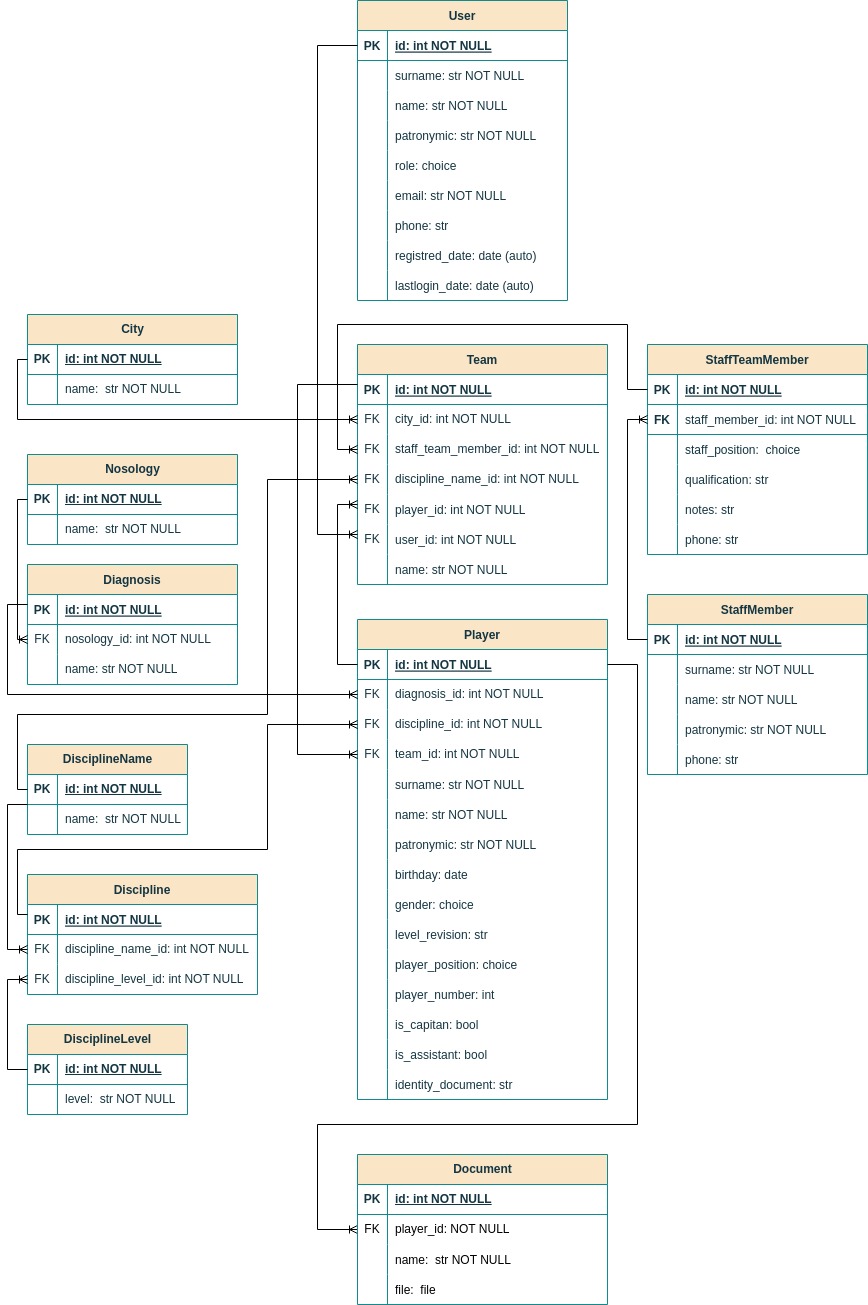 User
PK id: int NOT NULL
surname: str NOT NULL
name: str NOT NULL
patronymic: str NOT NULL
role: choice
email: str NOT NULL
phone: str
registred_date: date (auto)
lastlogin_date: date (auto)
City
PK id: int NOT NULL
name: str NOT NULL
Team
PK id: int NOT NULL
FK city_id: int NOT NULL
FK staff_team_member_id: int NOT NULL
FK discipline_name_id: int NOT NULL
FK player_id: int NOT NULL
FK user_id: int NOT NULL
name: str NOT NULL
StaffTeamMember
PK id: int NOT NULL
FK staff_member_id: int NOT NULL
staff_position: choice
qualification: str
notes: str
phone: str
Nosology
PK id: int NOT NULL
name: str NOT NULL
Diagnosis
PK id: int NOT NULL
FK nosology_id: int NOT NULL
name: str NOT NULL
StaffMember
PK id: int NOT NULL
surname: str NOT NULL
name: str NOT NULL
patronymic: str NOT NULL
phone: str
Player
PK id: int NOT NULL
FK diagnosis_id: int NOT NULL
FK discipline_id: int NOT NULL
FK team_id: int NOT NULL
surname: str NOT NULL
name: str NOT NULL
patronymic: str NOT NULL
birthday: date
gender: choice
level_revision: str
player_position: choice
player_number: int
is_capitan: bool
is_assistant: bool
identity_document: str
DisciplineName
PK id: int NOT NULL
name: str NOT NULL
Discipline
PK id: int NOT NULL
FK discipline_name_id: int NOT NULL
FK discipline_level_id: int NOT NULL
DisciplineLevel
PK id: int NOT NULL
level: str NOT NULL
Document
PK id: int NOT NULL
FK player_id: NOT NULL
name: str NOT NULL
file: file